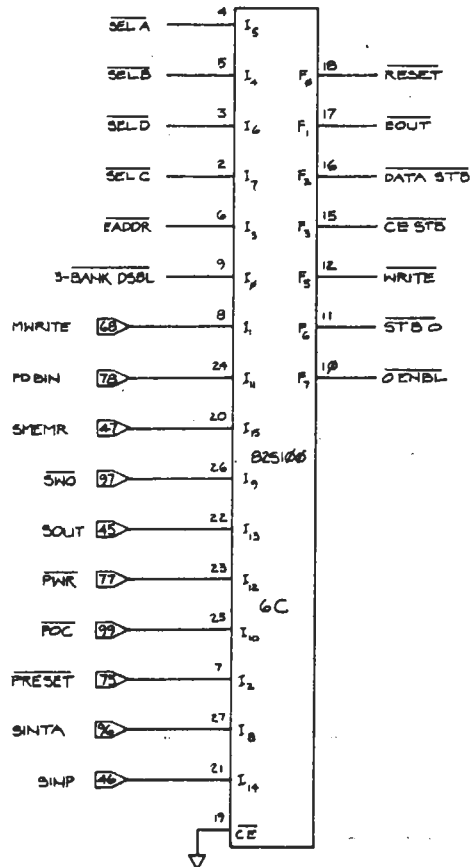 SEL A 4 I5
SEL B 5 I4 F0 18 RESET
SEL D 3 I6 F1 17 EOUT
SEL C 2 I7 F2 16 DATA STB
EADDR 6 I3 F3 15 CE STB
3-BANK DSBL 9 I0 F5 12 WRITE
MWRITE 68 8 I1 F6 11 STB O
PDBIN 78 24 I11 F7 10 O ENBL
SMEMR 47 20 I15
82S100
SWO 97 26 I9
SOUT 45 22 I13
PWR 77 23 I12
6C
POC 99 25 I10
PRESET 75 7 I2
SINTA 96 27 I8
SINP 46 21 I14
19 CE